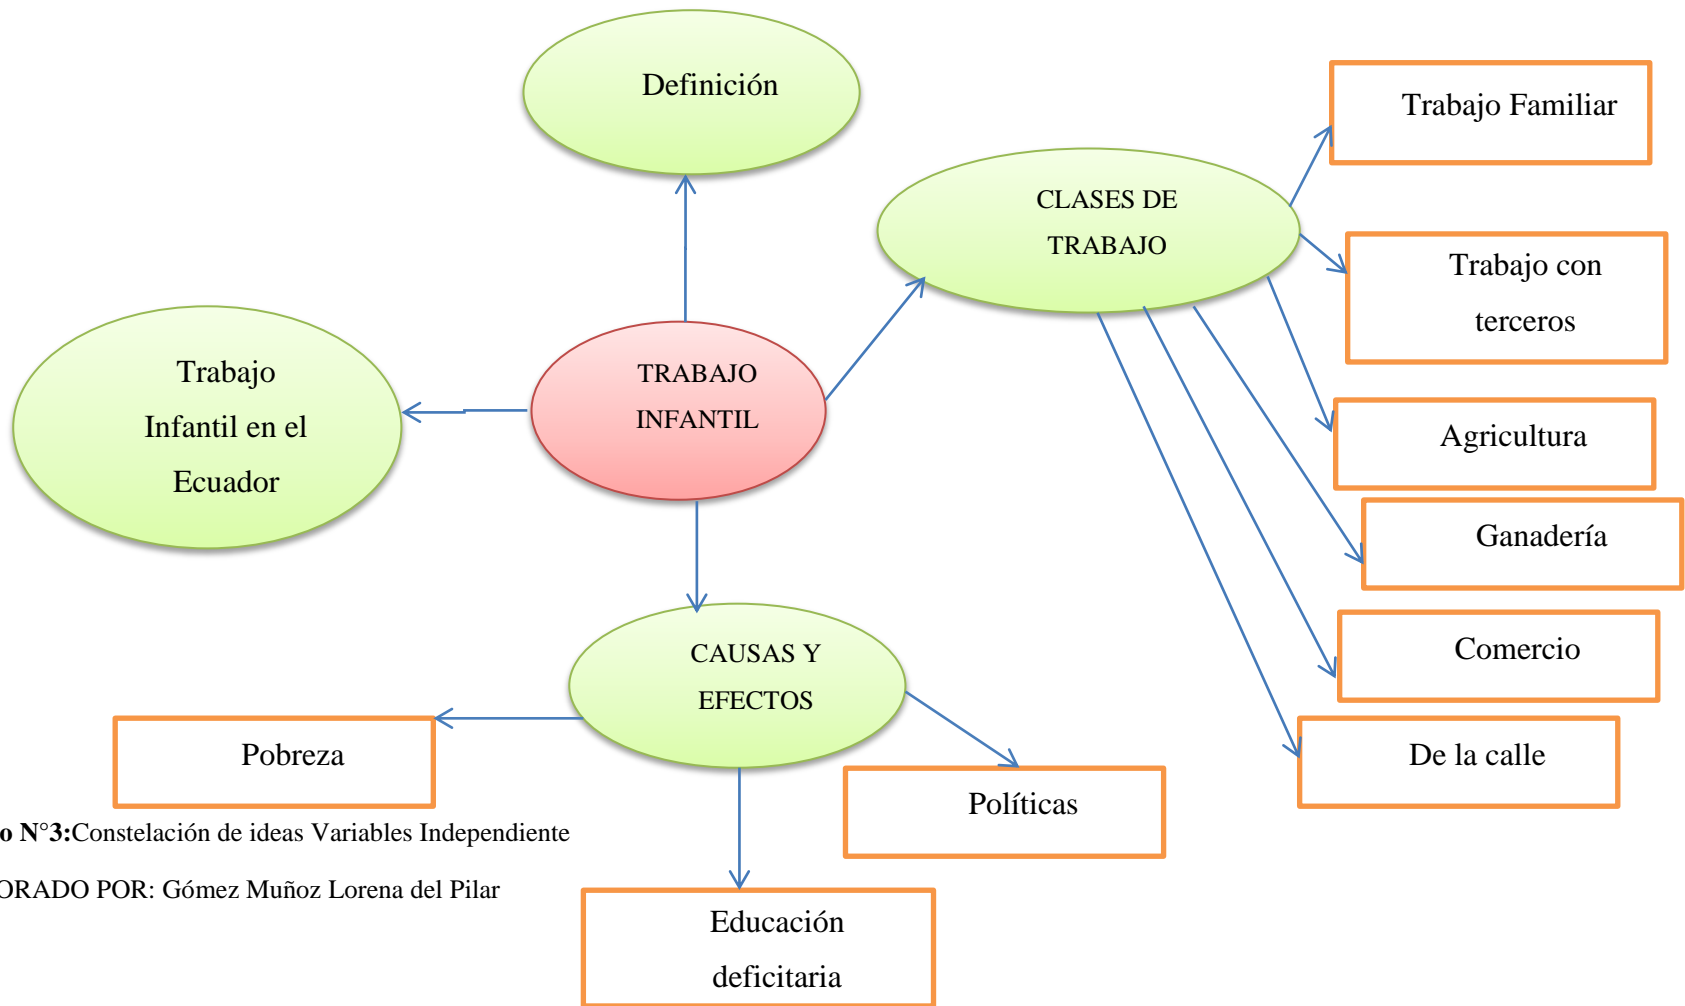 Definición
Trabajo Familiar
CLASES DE
TRABAJO
Trabajo con
terceros
Trabajo
Infantil en el
Ecuador
TRABAJO
INFANTIL
Agricultura
Ganadería
CAUSAS Y
EFECTOS
Comercio
Pobreza
De la calle
Políticas
o N°3:Constelación de ideas Variables Independiente
ORADO POR: Gómez Muñoz Lorena del Pilar
Educación
deficitaria